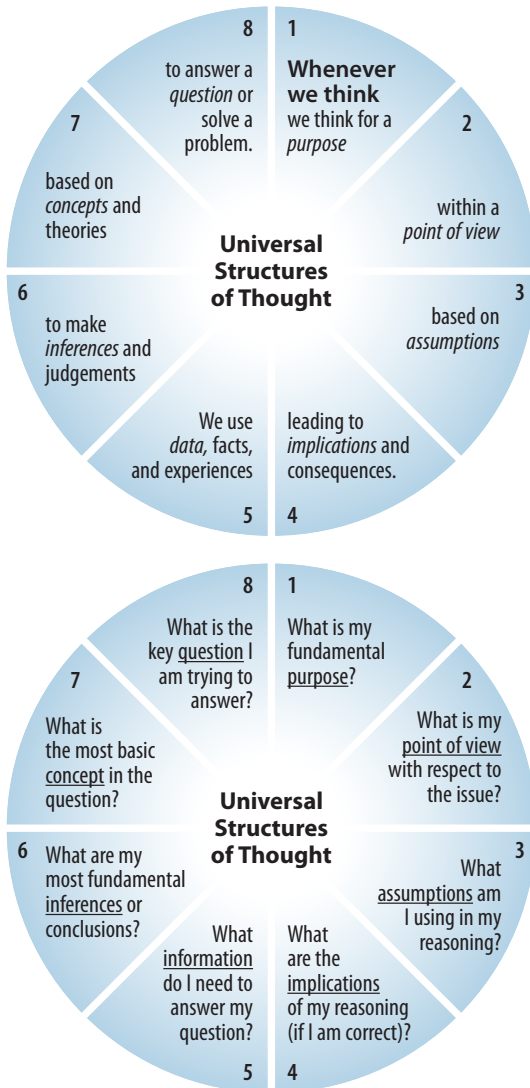 1
Whenever
we think
we think for a
purpose
2
within a
point of view
3
based on
assumptions
leading to
implications and
consequences.
4
We use
data, facts,
and experiences
5
6
to make
inferences and
judgements
7
based on
concepts and
theories
8
to answer a
question or
solve a
problem.
Universal
Structures
of Thought
1
What is my
fundamental
purpose?
2
What is my
point of view
with respect to
the issue?
3
What
assumptions am
I using in my
reasoning?
What
are the
implications
of my reasoning
(if I am correct)?
4
What
information
do I need to
answer my
question?
5
6
What are my
most fundamental
inferences or
conclusions?
7
What is
the most basic
concept in the
question?
8
What is the
key question I
am trying to
answer?
Universal
Structures
of Thought